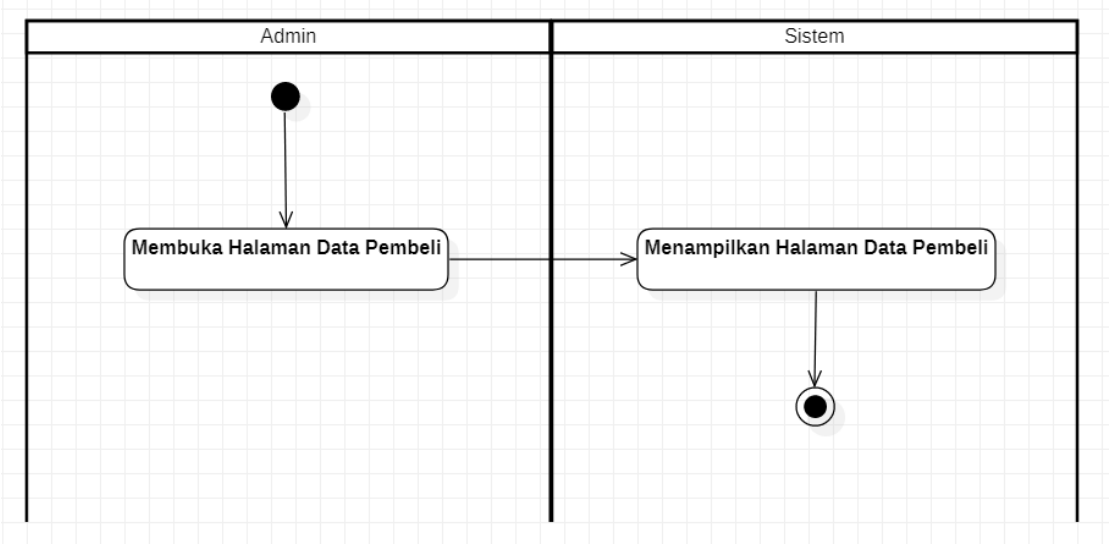 Admin
Sistem
Membuka Halaman Data Pembeli
Menampilkan Halaman Data Pembeli